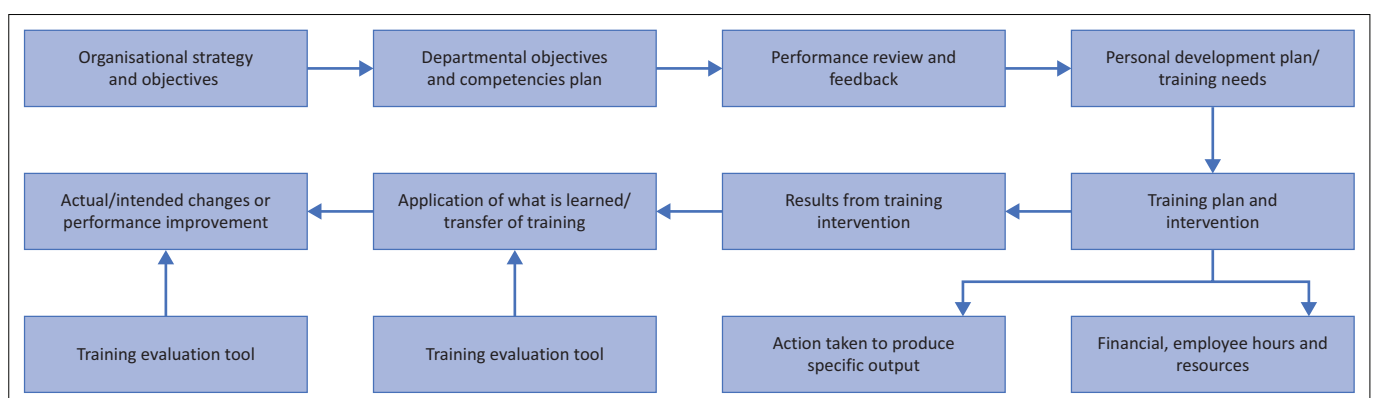 Organisational strategy
and objectives
Departmental objectives
and competencies plan
Performance review and
feedback
Personal development plan/
training needs
Actual/intended changes or
performance improvement
Application of what is learned/
transfer of training
Results from training
intervention
Training plan and
intervention
Training evaluation tool
Training evaluation tool
Action taken to produce
specific output
Financial, employee hours and
resources